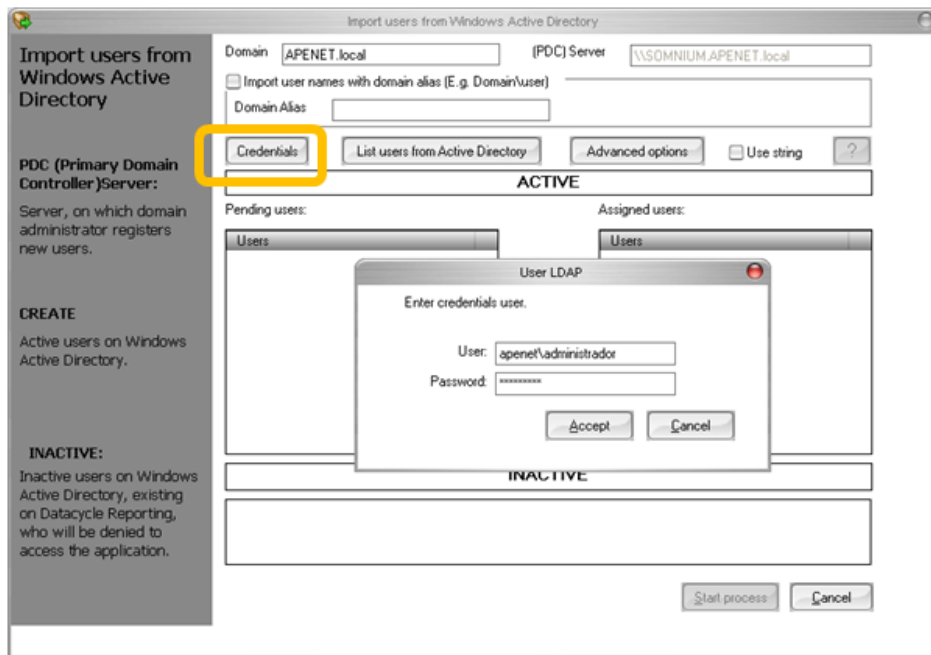 Import users from Windows Active Directory
Import users from
Windows Active
Directory
PDC (Primary Domain
Controller)Server:
Server, on which domain
administrator registers
new users.
CREATE
Active users on Windows
Active Directory.
INACTIVE:
Inactive users on Windows
Active Directory, existing
on Datacycle Reporting,
who will be denied to
access the application.
Domain APENET.local (PDC) Server \\SOMNIUM.APENET.local
Import user names with domain alias (E.g. Domain\user)
Domain Alias
Credentials List users from Active Directory Advanced options Use string ?
ACTIVE
Pending users: Assigned users:
Users Users
User LDAP
Enter credentials user.
User: apenet\administrador
Password: *********
Accept Cancel
INACTIVE
Start process Cancel